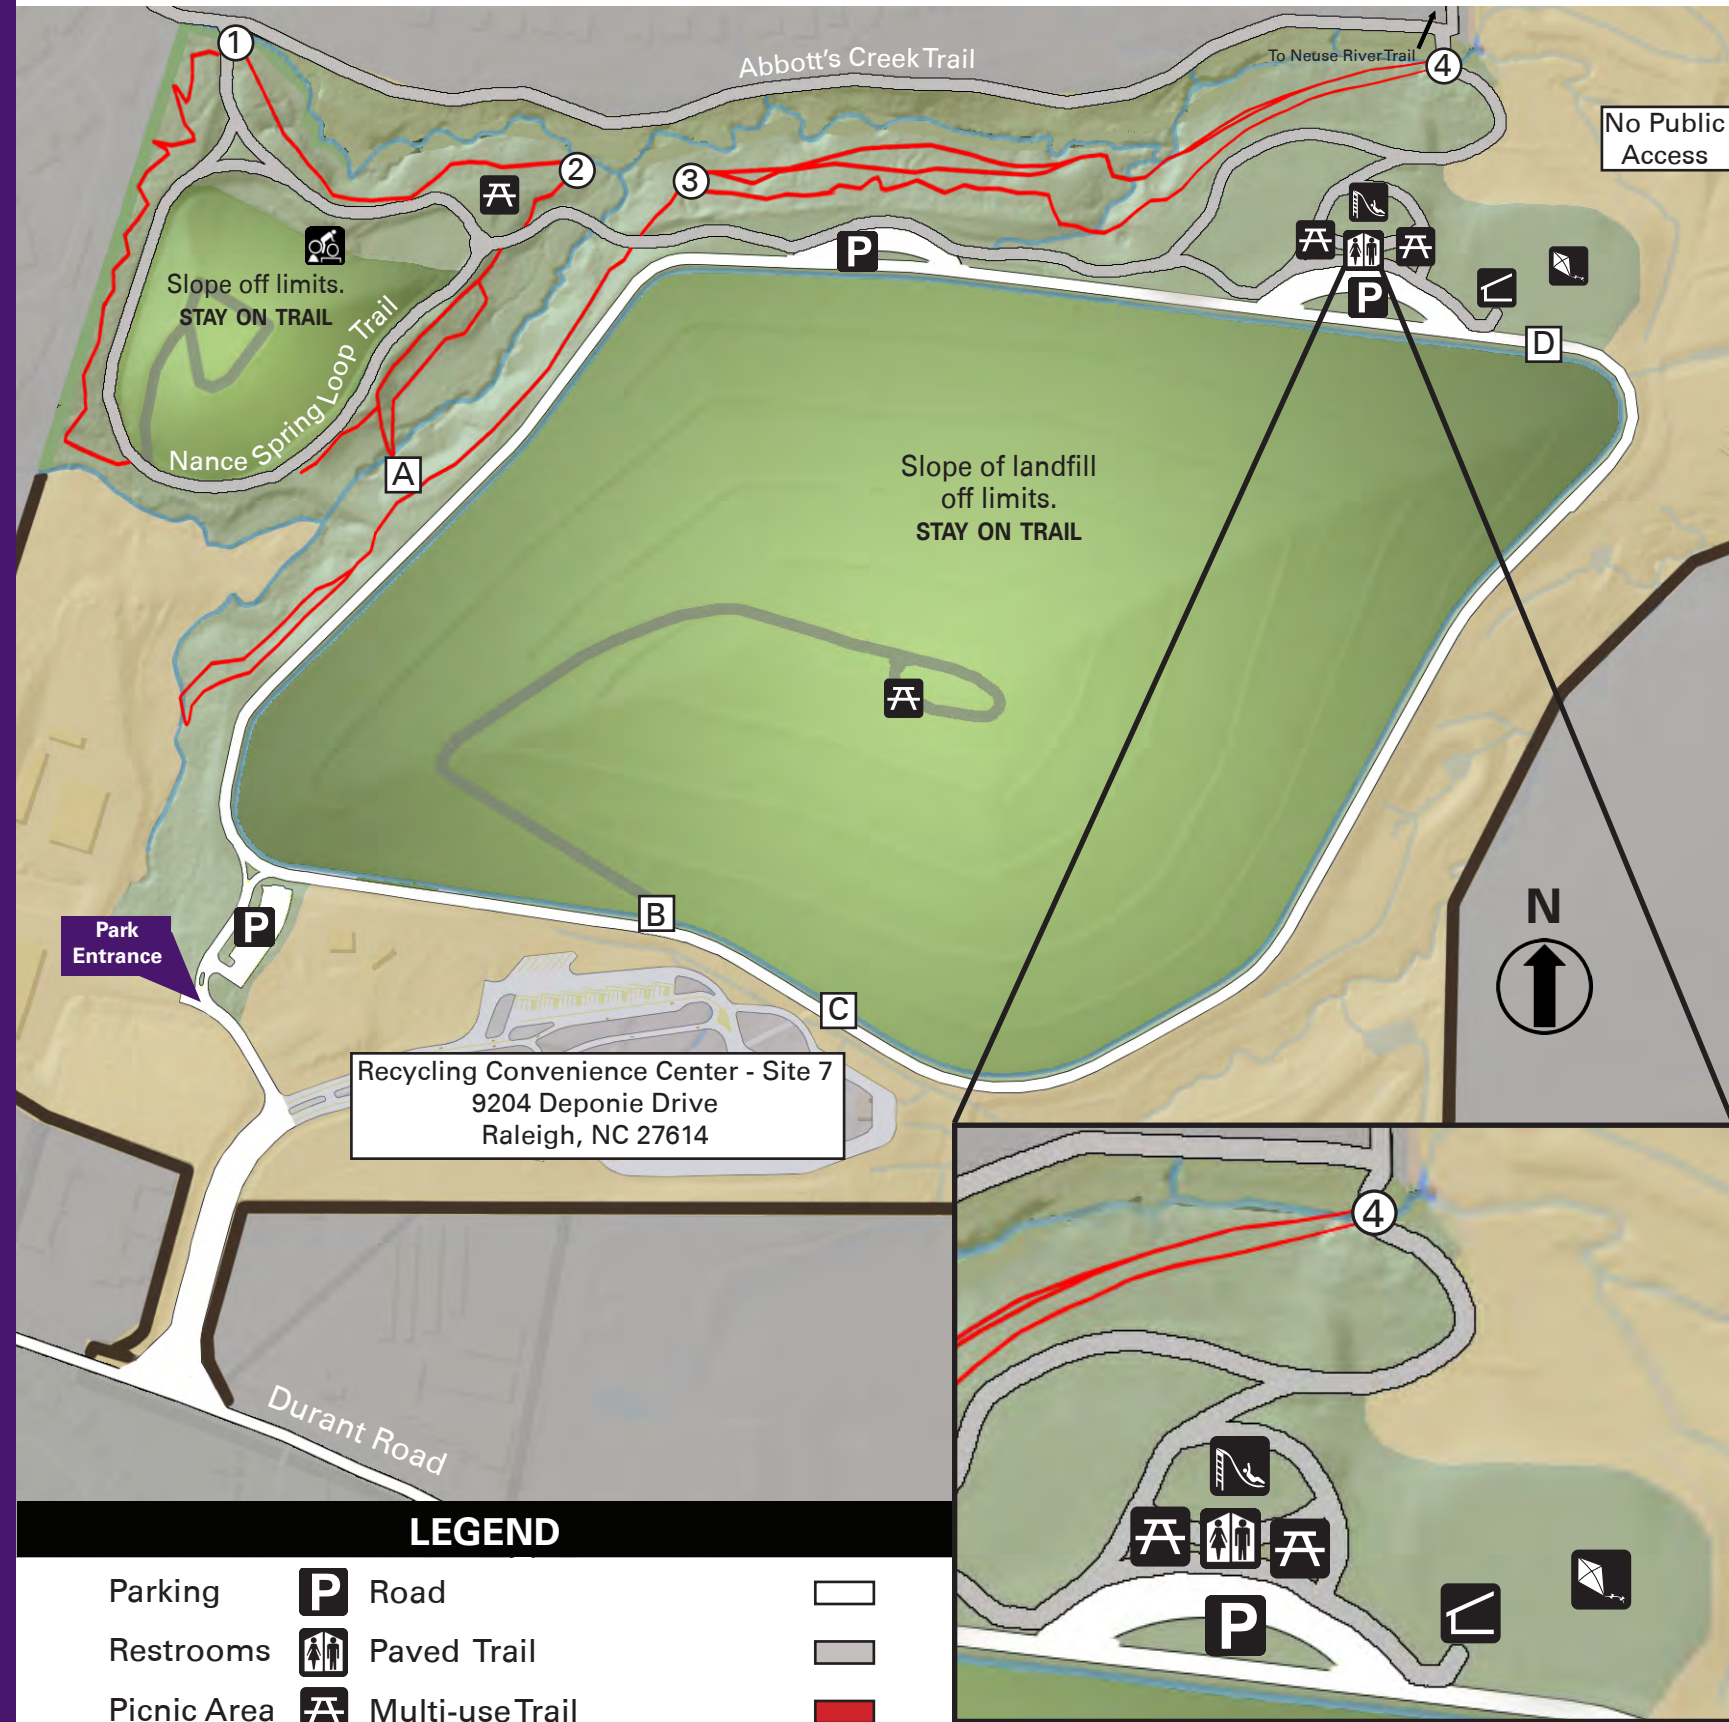 1
Abbott's Creek Trail
To Neuse River Trail
4
No Public
Access
2
3
P
Slope off limits.
STAY ON TRAIL
P
D
Nance Spring Loop Trail
A
Slope of landfill
off limits.
STAY ON TRAIL
B
C
N
P
Park
Entrance
Recycling Convenience Center - Site 7
9204 Deponie Drive
Raleigh, NC 27614
4
Durant Road
P
LEGEND
Parking P Road
Restrooms Paved Trail
Picnic Area Multi-use Trail